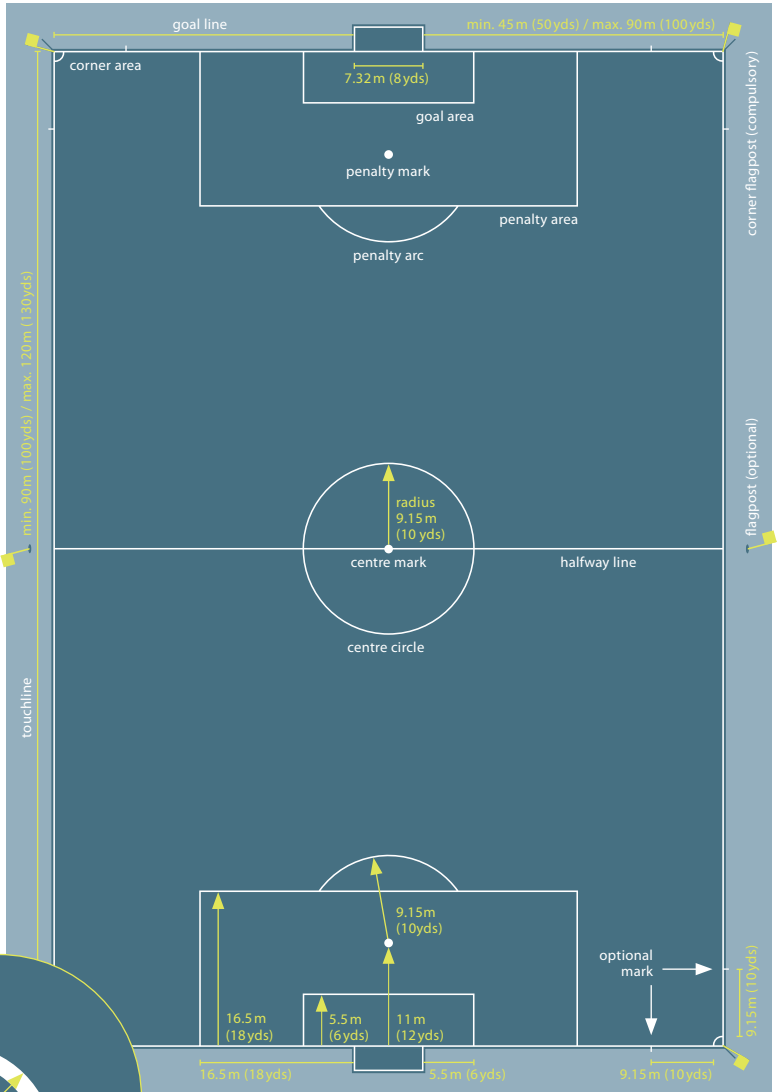 goal line
min. 45 m (50 yds) / max. 90 m (100 yds)
corner area
7.32 m (8 yds)
goal area
penalty mark
penalty area
penalty arc
corner flagpost (compulsory)
min. 90 m (100 yds) / max. 120 m (130 yds)
radius
9.15 m
(10 yds)
centre mark
halfway line
flagpost (optional)
centre circle
touchline
9.15m
(10 yds)
optional
mark
16.5 m
(18 yds)
5.5 m
(6 yds)
11 m
(12 yds)
9.15 m (10 yds)
16.5 m (18 yds)
5.5 m (6 yds)
9.15 m (10 yds)